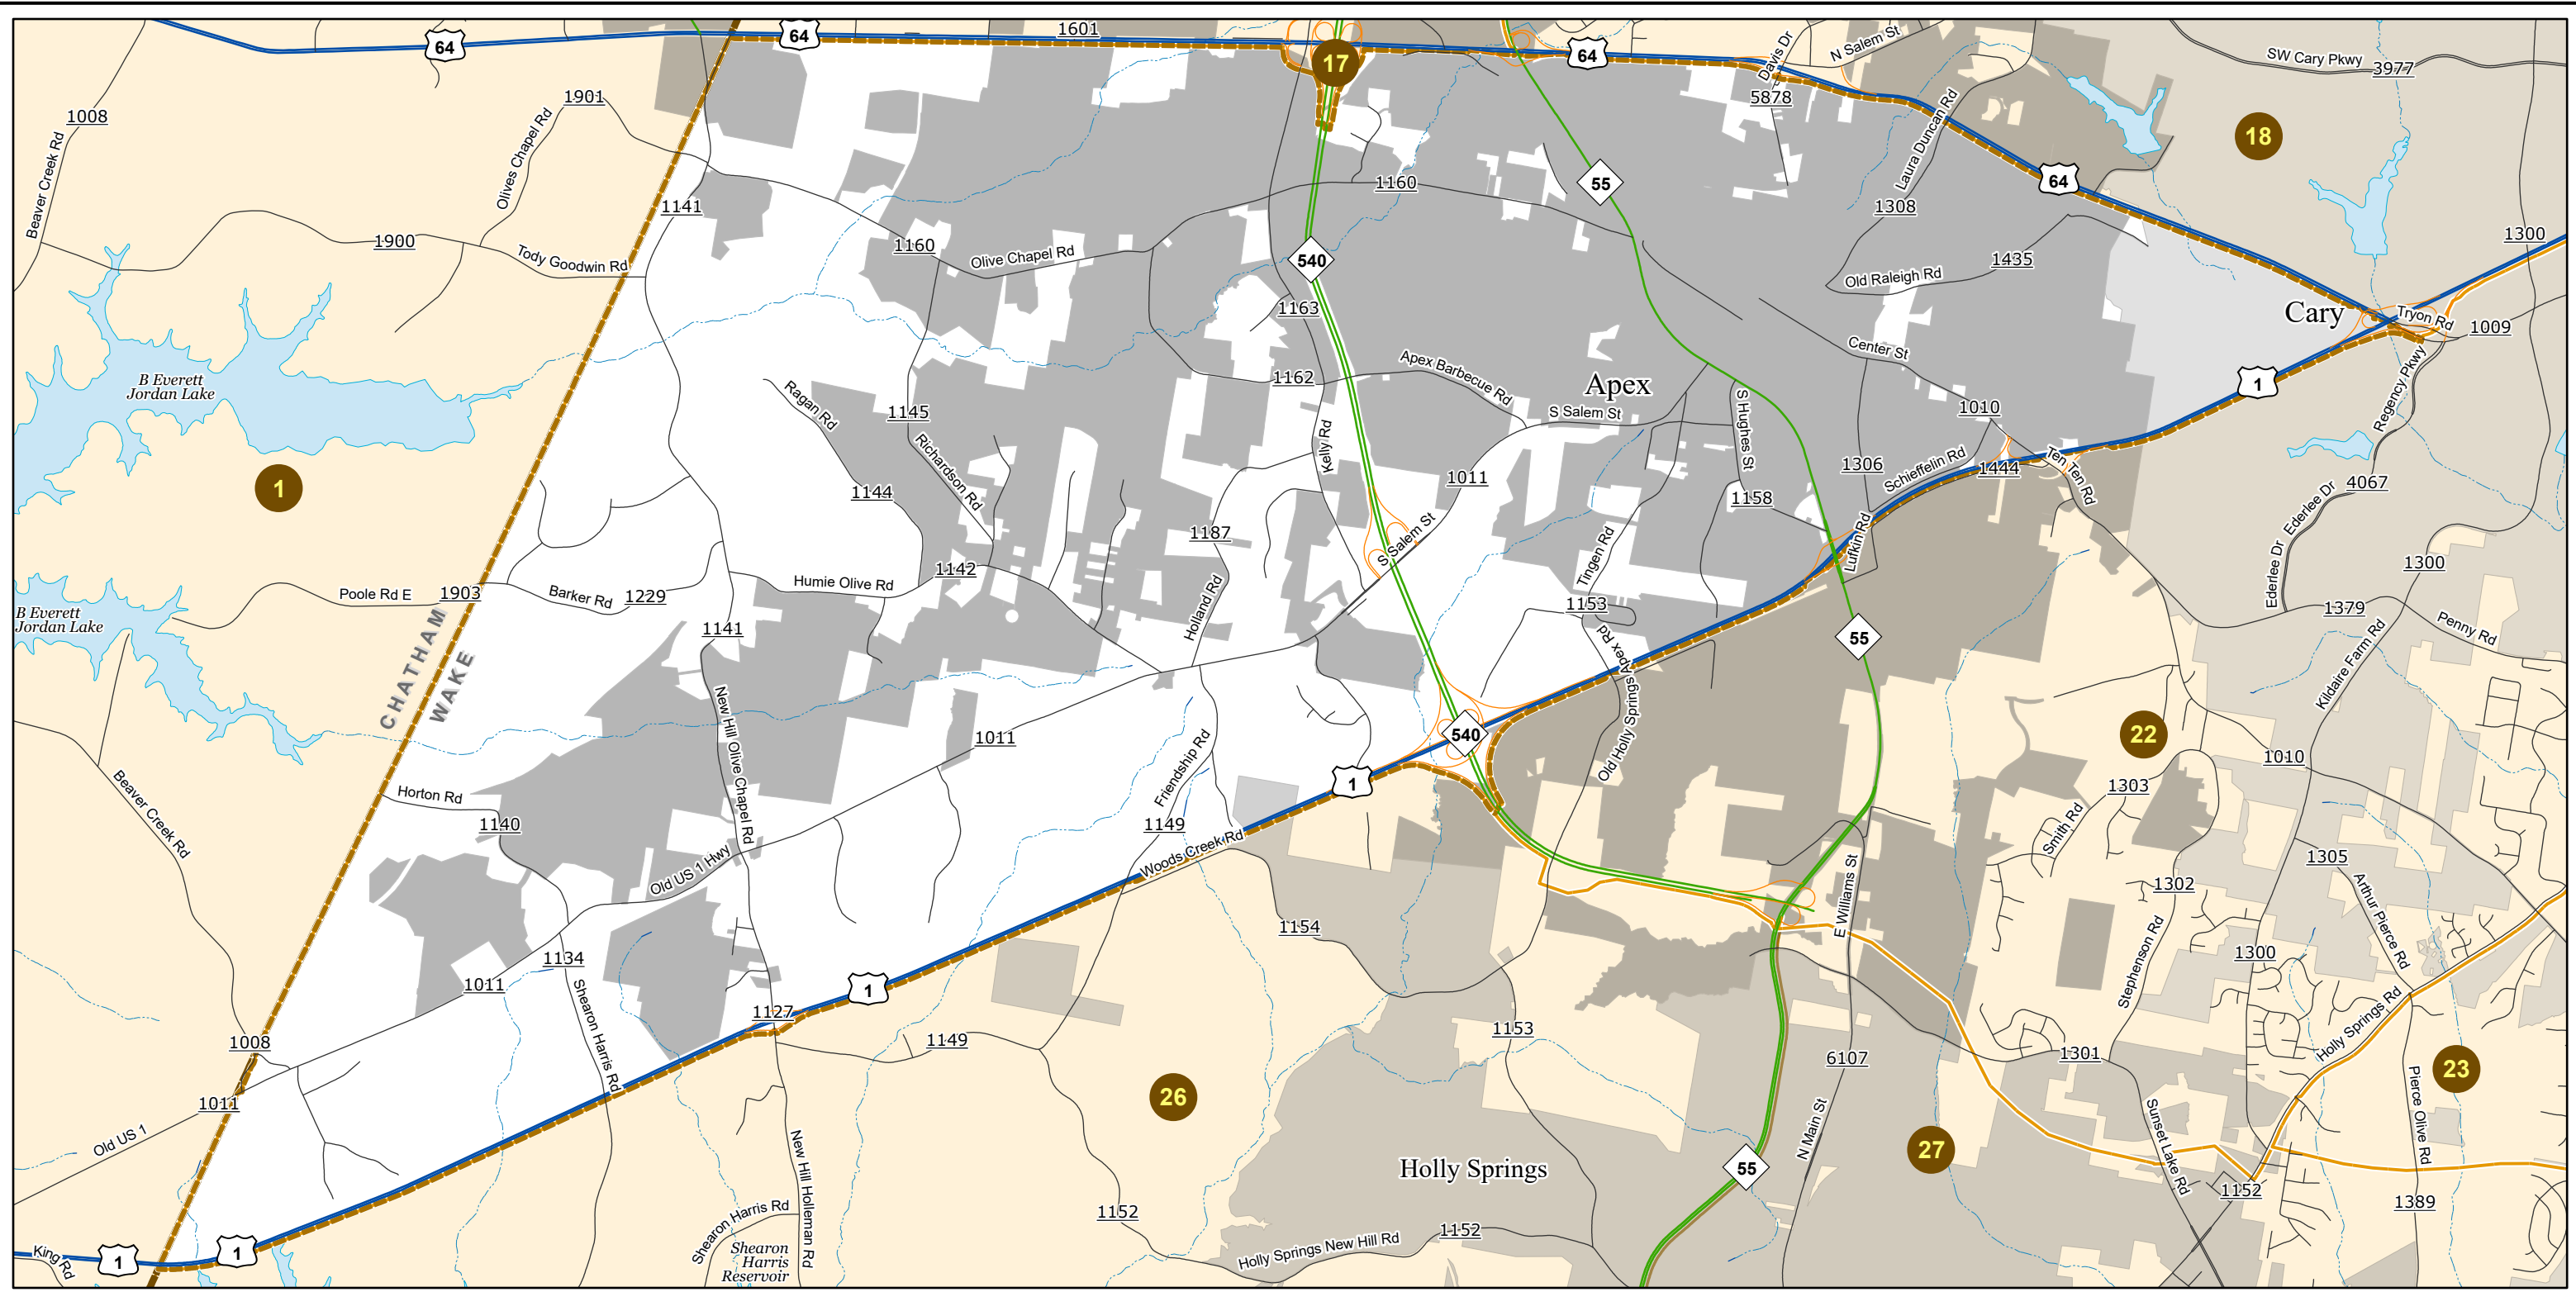 64
64
1601
17
64
Davis Dr
N Salem St
SW Cary Pkwy
3977
1008
1901
5878
18
Beaver Creek Rd
Olives Chapel Rd
Laura Duncan Rd
1141
1160
55
64
1308
1900
Tody Goodwin Rd
1160
Olive Chapel Rd
540
1435
Old Raleigh Rd
1300
1163
Cary
Tryon Rd
1009
B Everett
Jordan Lake
1162
Apex Barbecue Rd
Apex
Center St
1
Regency Pkwy
Ragan Rd
1145
S Salem St
S Hughes St
1010
Richardson Rd
Kelly Rd
1306
Schieffelin Rd
1444
Ten Ten Rd
1
1144
1011
1158
4067
Ederlee Dr
1187
S Salem St
Tingen Rd
Lufkin Rd
Ederlee Dr
1300
Poole Rd E
1903
Barker Rd
1229
Humie Olive Rd
1142
Holland Rd
1153
1379
B Everett
Jordan Lake
1141
Apex Rd
55
Penny Rd
Kildaire Farm Rd
CHATHAM
WAKE
New Hill Olive Chapel Rd
1011
Friendship Rd
540
Old Holly Springs Apex Rd
22
1010
Beaver Creek Rd
Horton Rd
1
1303
1140
1149
Smith Rd
Woods Creek Rd
Old US 1 Hwy
1305
E Williams St
1302
Arthur Pierce Rd
1154
Stephenson Rd
1134
1300
1011
Shearon Harris Rd
1
1127
Holly Springs Rd
1008
1149
1153
6107
1301
23
1011
26
Pierce Olive Rd
Old US 1
N Main St
Sunset Lake Rd
27
New Hill Holleman Rd
Holly Springs
55
1152
1152
1389
Shearon Harris Rd
1152
Holly Springs New Hill Rd
King Rd
1
1
Shearon
Harris
Reservoir